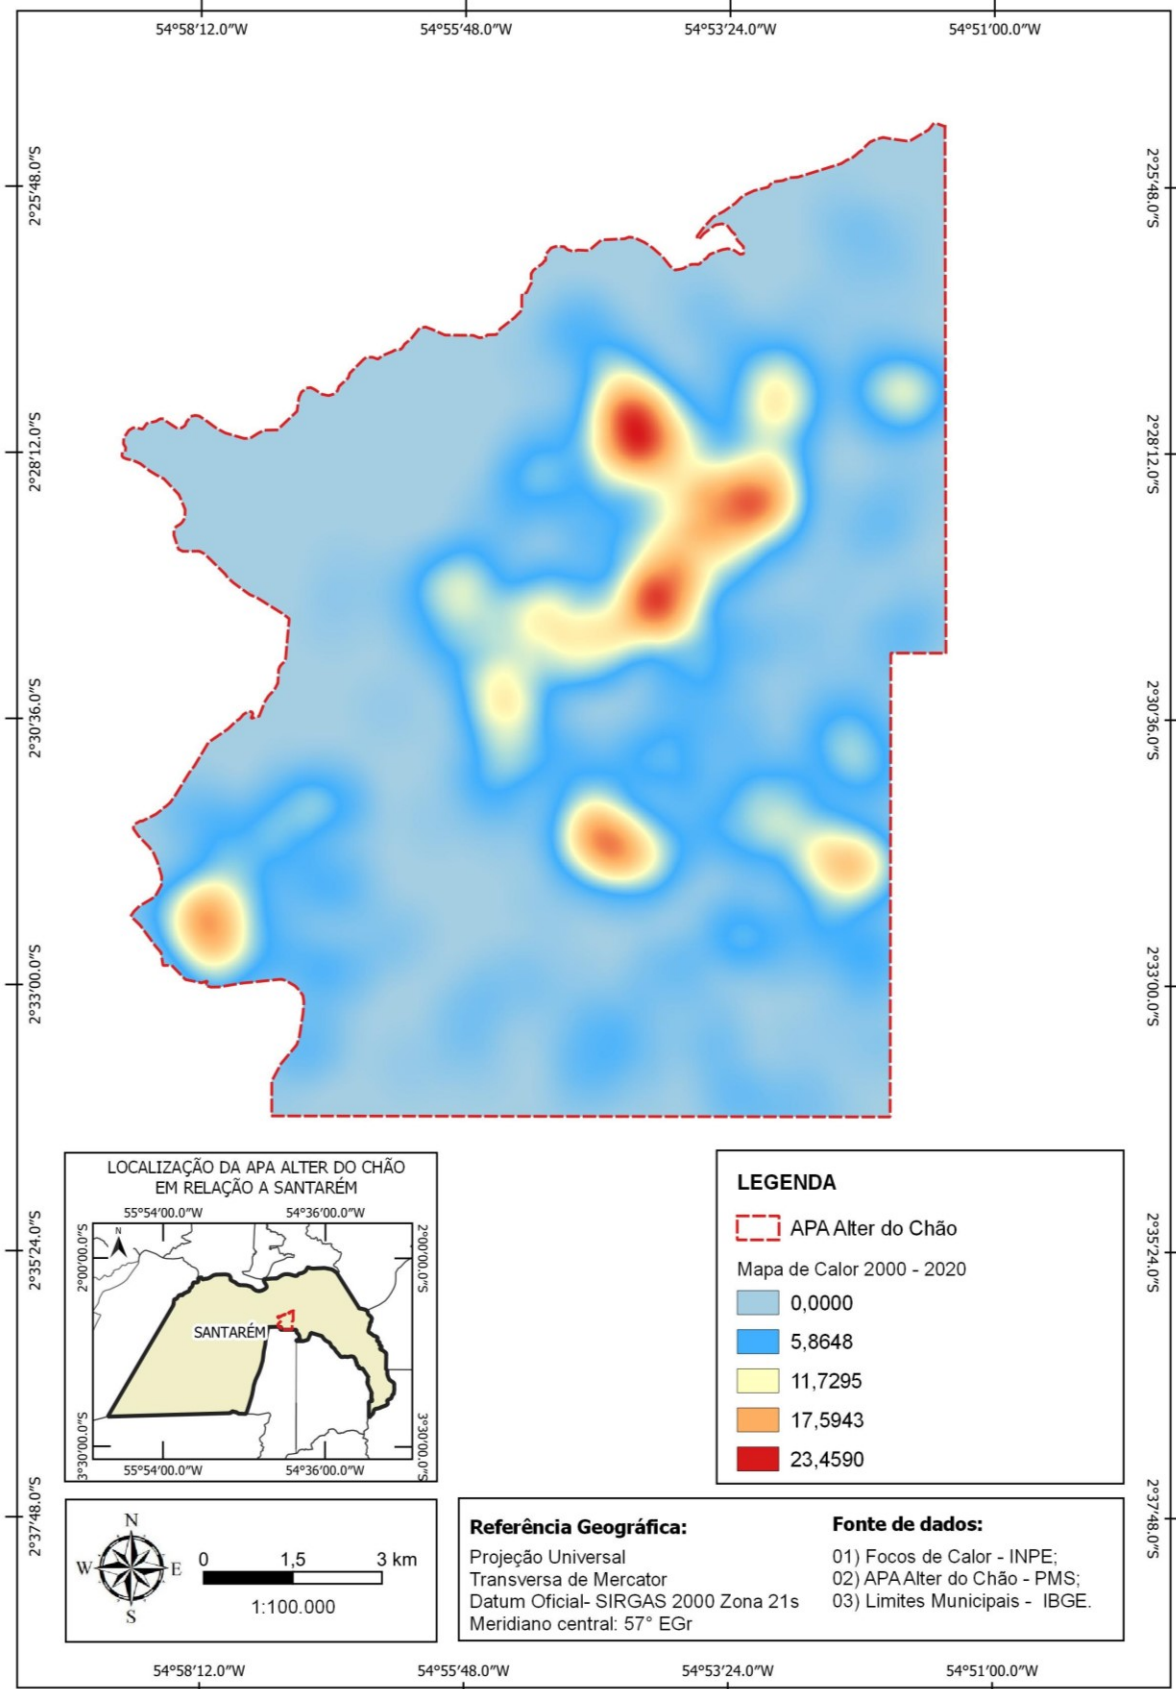 54°58'12.0"W 54°55'48.0"W 54°53'24.0"W 54°51'00.0"W
2°25'48.0"S 2°25'48.0"S
2°28'12.0"S 2°28'12.0"S
2°30'36.0"S 2°30'36.0"S
2°33'00.0"S 2°33'00.0"S
2°35'24.0"S 2°35'24.0"S
2°37'48.0"S 2°37'48.0"S
LOCALIZAÇÃO DA APA ALTER DO CHÃO
EM RELAÇÃO A SANTARÉM
55°54'00.0"W 54°36'00.0"W
N
2°00'00.0"S 2°00'00.0"S
SANTARÉM
3°30'00.0"S 3°30'00.0"S
55°54'00.0"W 54°36'00.0"W
LEGENDA
APA Alter do Chão
Mapa de Calor 2000 - 2020
0,0000
5,8648
11,7295
17,5943
23,4590
N
W E
S
0 1,5 3 km
1:100.000
Referência Geográfica:
Projeção Universal
Transversa de Mercator
Datum Oficial- SIRGAS 2000 Zona 21s
Meridiano central: 57° EGr
Fonte de dados:
01) Focos de Calor - INPE;
02) APA Alter do Chão - PMS;
03) Limites Municipais - IBGE.
54°58'12.0"W 54°55'48.0"W 54°53'24.0"W 54°51'00.0"W